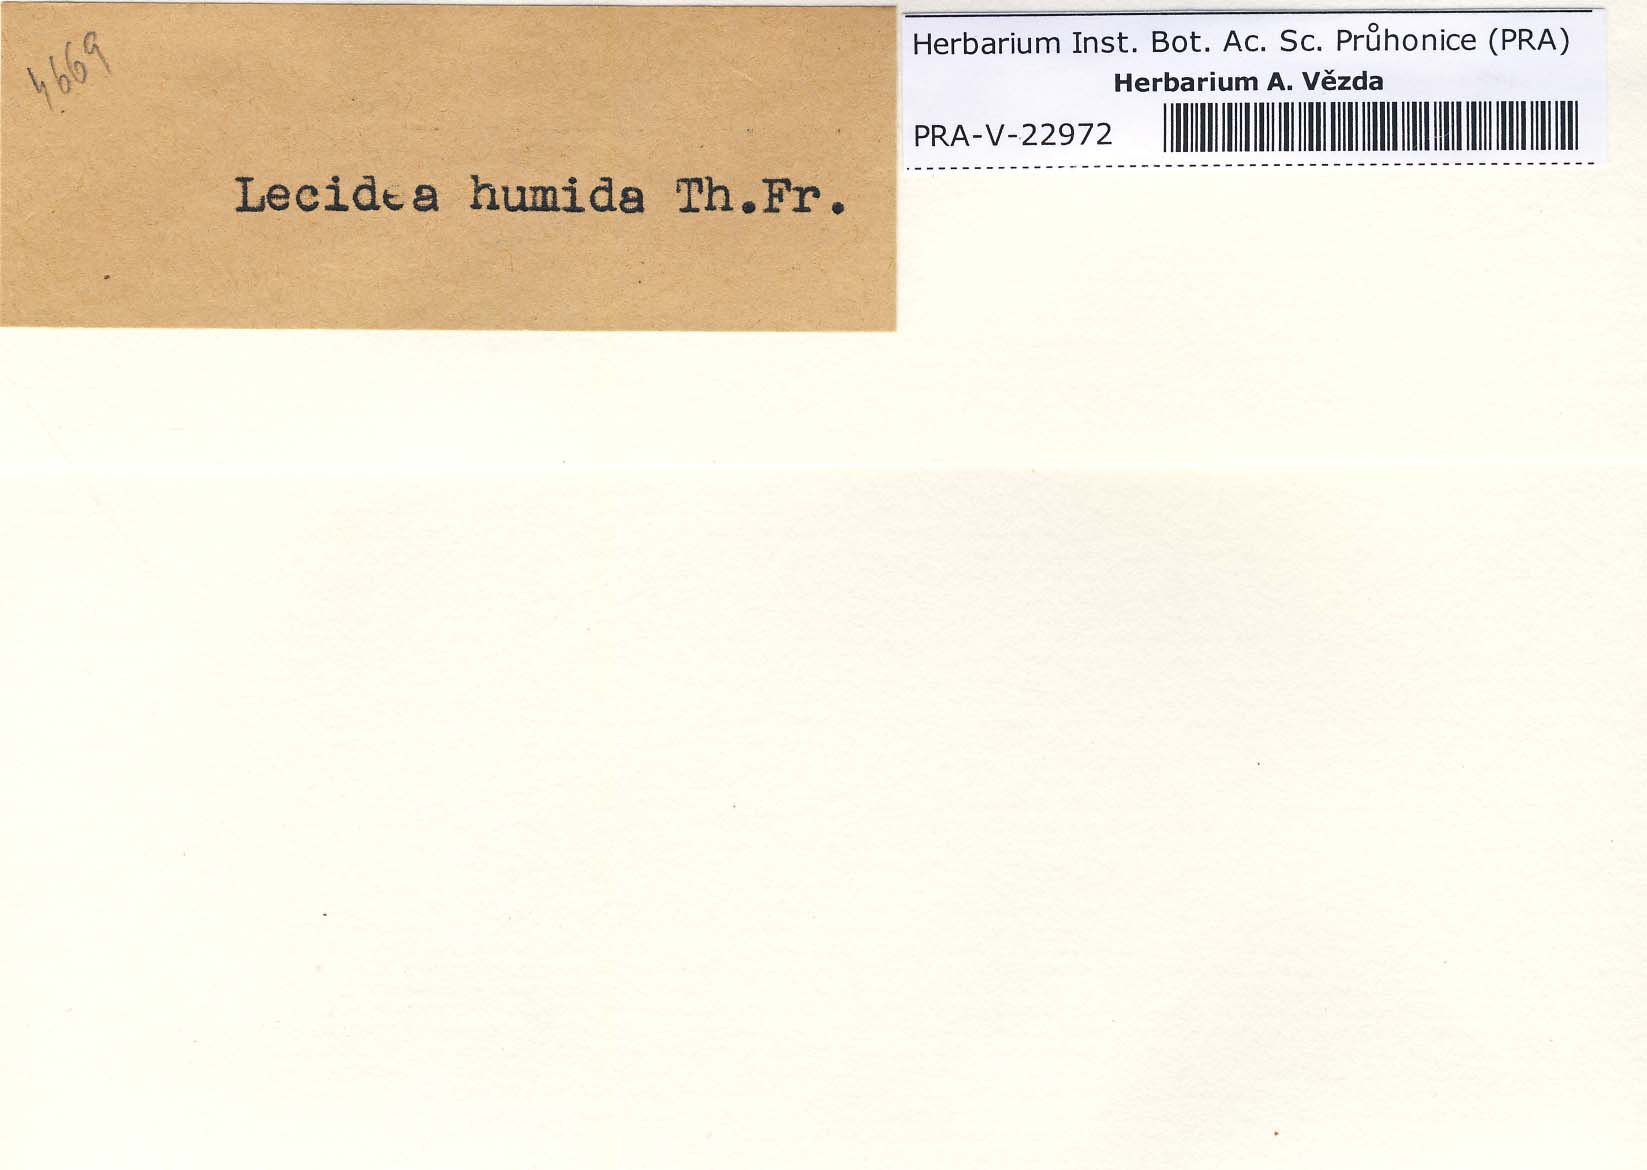 4669
Lecidea humida Th.Fr.
Herbarium Inst. Bot. Ac. Sc. Průhonice (PRA)
Herbarium A. Vězda
PRA-V-22972